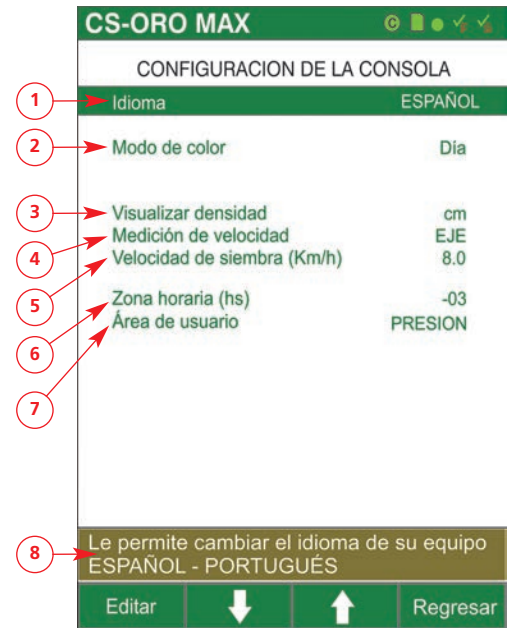 CS-ORO MAX ©
CONFIGURACION DE LA CONSOLA
1 Idioma ESPAÑOL
2 Modo de color Día
3 Visualizar densidad cm
4 Medición de velocidad EJE
5 Velocidad de siembra (Km/h) 8.0
6 Zona horaria (hs) -03
7 Área de usuario PRESION
8 Le permite cambiar el idioma de su equipo
ESPAÑOL - PORTUGUÉS
Editar Regresar